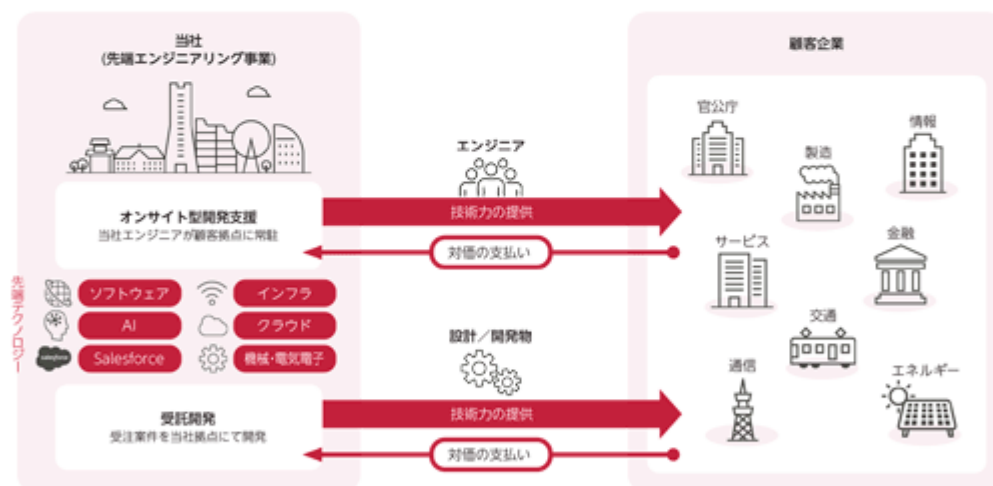 当社
(先端エンジニアリング事業)
オンサイト型開発支援
当社エンジニアが顧客拠点に常駐
先端テクノロジー
ソフトウェア
インフラ
AI
クラウド
salesforce
Salesforce
機械・電気電子
受託開発
受注案件を当社拠点にて開発
エンジニア
技術力の提供
対価の支払い
設計／開発物
技術力の提供
対価の支払い
顧客企業
官公庁
情報
製造
サービス
金融
交通
通信
エネルギー